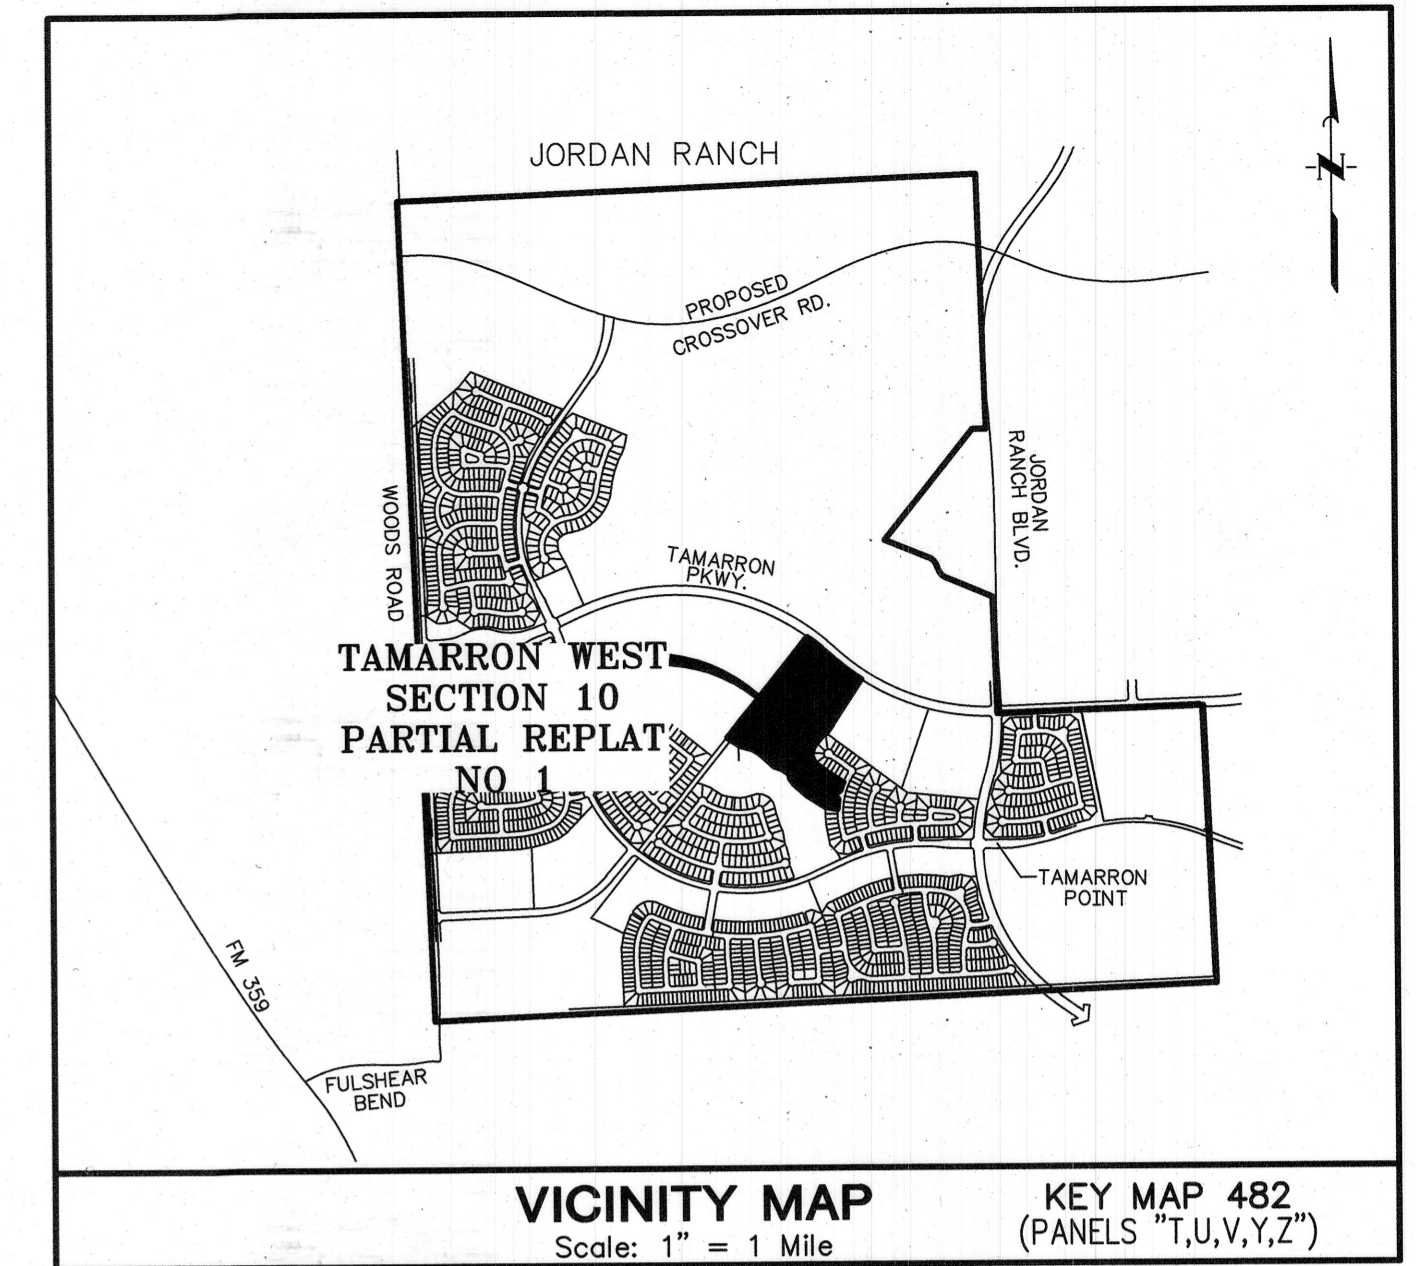 JORDAN RANCH
N
PROPOSED
CROSSOVER RD.
JORDAN
RANCH BLVD.
WOODS ROAD
TAMARRON
PKWY.
TAMARRON WEST
SECTION 10
PARTIAL REPLAT
NO 1
TAMARRON
POINT
FM 359
FULSHEAR
BEND
VICINITY MAP
Scale: 1" = 1 Mile
KEY MAP 482
(PANELS "T,U,V,Y,Z")